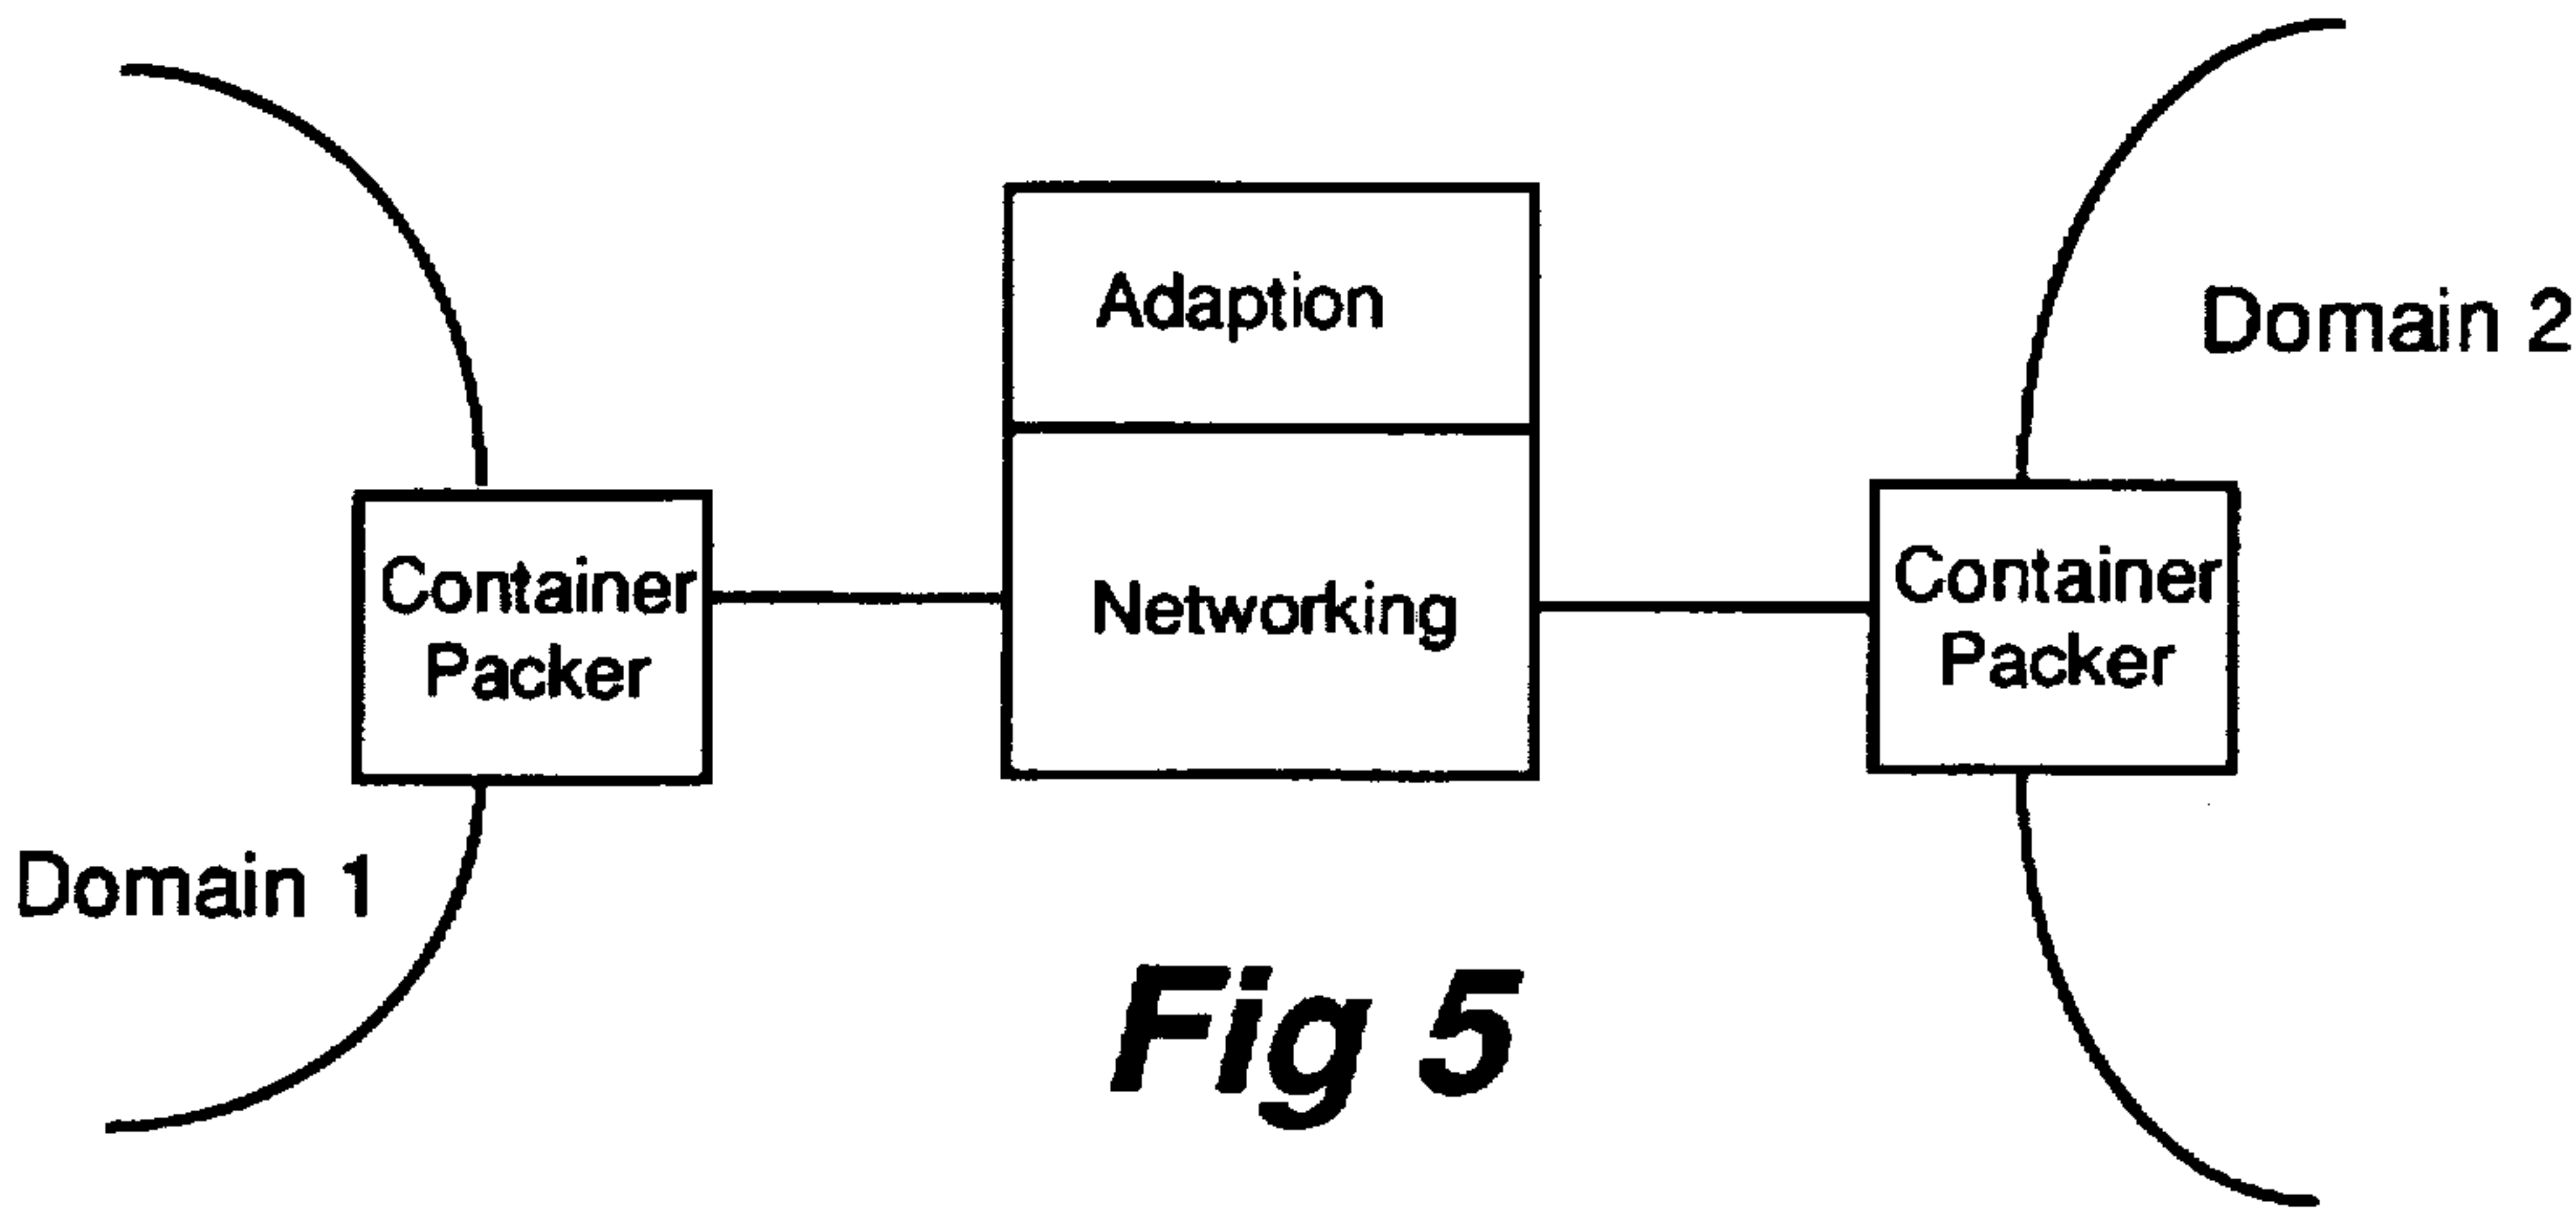 Adaption
Domain 2
Container
Packer
Networking
Container
Packer
Domain 1
Fig 5